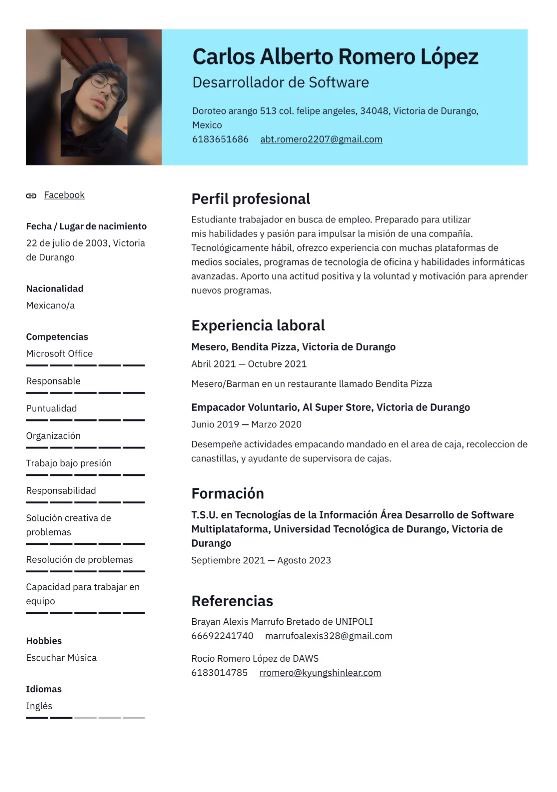 Carlos Alberto Romero López
Desarrollador de Software
Doroteo arango 513 col. felipe angeles, 34048, Victoria de Durango,
Mexico
6183651686 abt.romero2207@gmail.com
Facebook
Fecha / Lugar de nacimiento
22 de julio de 2003, Victoria
de Durango
Nacionalidad
Mexicano/a
Competencias
Microsoft Office
Responsable
Puntualidad
Organización
Trabajo bajo presión
Responsabilidad
Solución creativa de
problemas
Resolución de problemas
Capacidad para trabajar en
equipo
Hobbies
Escuchar Música
Idiomas
Inglés
Perfil profesional
Estudiante trabajador en busca de empleo. Preparado para utilizar
mis habilidades y pasión para impulsar la misión de una compañía.
Tecnológicamente hábil, ofrezco experiencia con muchas plataformas de
medios sociales, programas de tecnología de oficina y habilidades informáticas
avanzadas. Aporto una actitud positiva y la voluntad y motivación para aprender
nuevos programas.
Experiencia laboral
Mesero, Bendita Pizza, Victoria de Durango
Abril 2021 — Octubre 2021
Mesero/Barman en un restaurante llamado Bendita Pizza
Empacador Voluntario, Al Super Store, Victoria de Durango
Junio 2019 — Marzo 2020
Desempeñe actividades empacando mandado en el area de caja, recoleccion de
canastillas, y ayudante de supervisora de cajas.
Formación
T.S.U. en Tecnologías de la Información Área Desarrollo de Software
Multiplataforma, Universidad Tecnológica de Durango, Victoria de
Durango
Septiembre 2021 — Agosto 2023
Referencias
Brayan Alexis Marrufo Bretado de UNIPOLI
66692241740 marrufoalexis328@gmail.com
Rocio Romero López de DAWS
6183014785 rromero@kyungshinlear.com